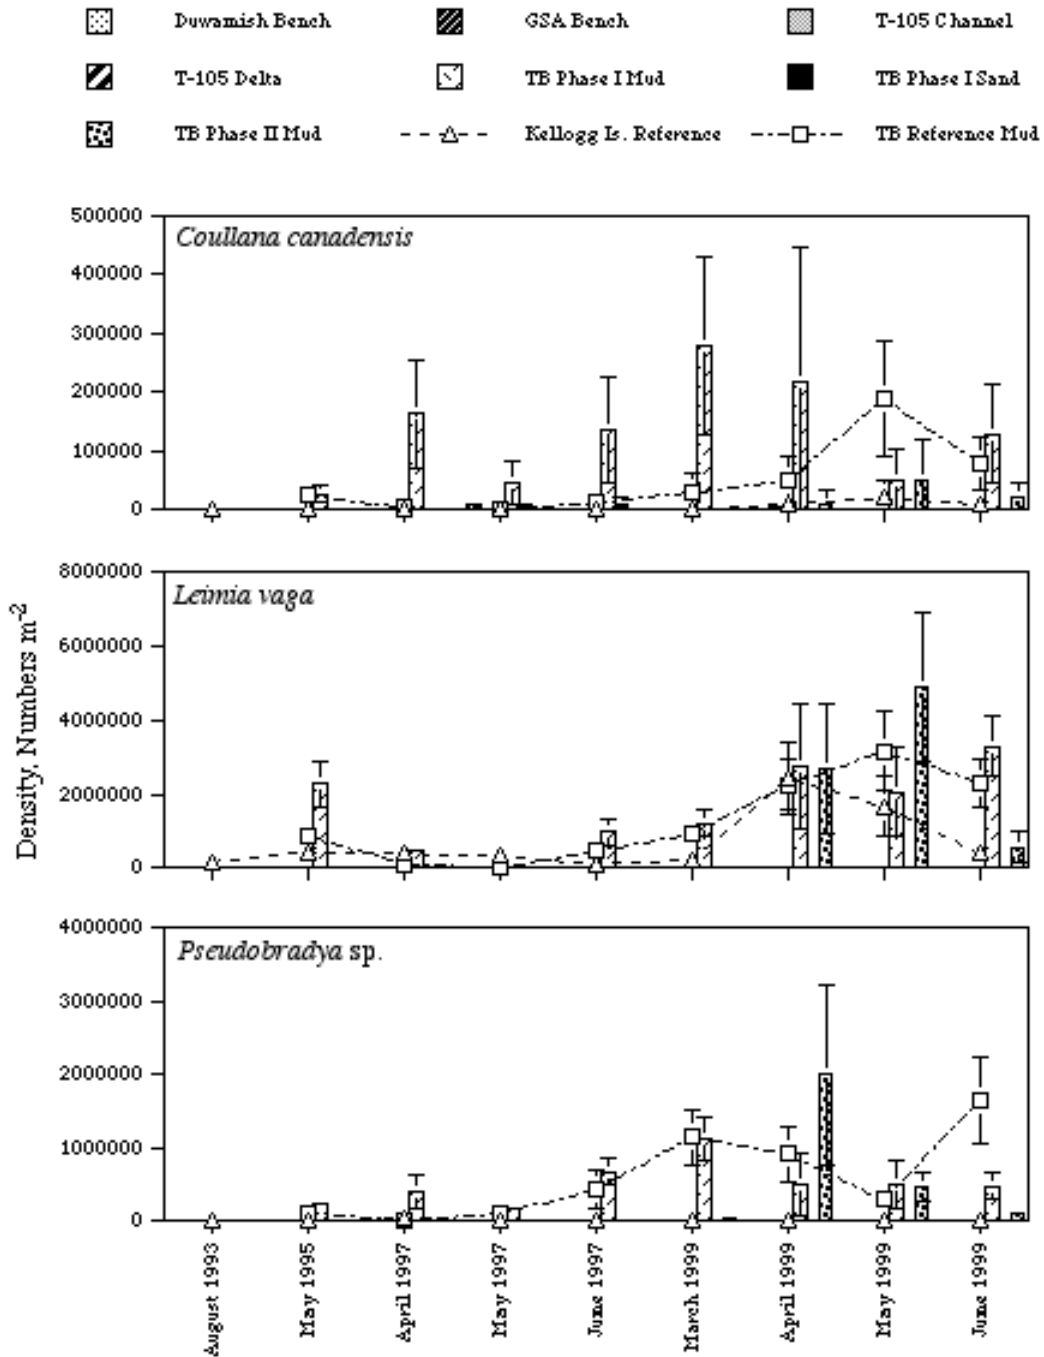 Duwamish Bench
GSA Bench
T-105 Channel
T-105 Delta
TB Phase I Mud
TB Phase I Sand
TB Phase II Mud
Kellogg Is. Reference
TB Reference Mud
Density, Numbers m-2
500000
Coullana canadensis
400000
300000
200000
100000
0
8000000
Leimia vaga
6000000
4000000
2000000
0
4000000
Pseudobradya sp.
3000000
2000000
1000000
0
August 1993
May 1995
April 1997
May 1997
June 1997
March 1999
April 1999
May 1999
June 1999